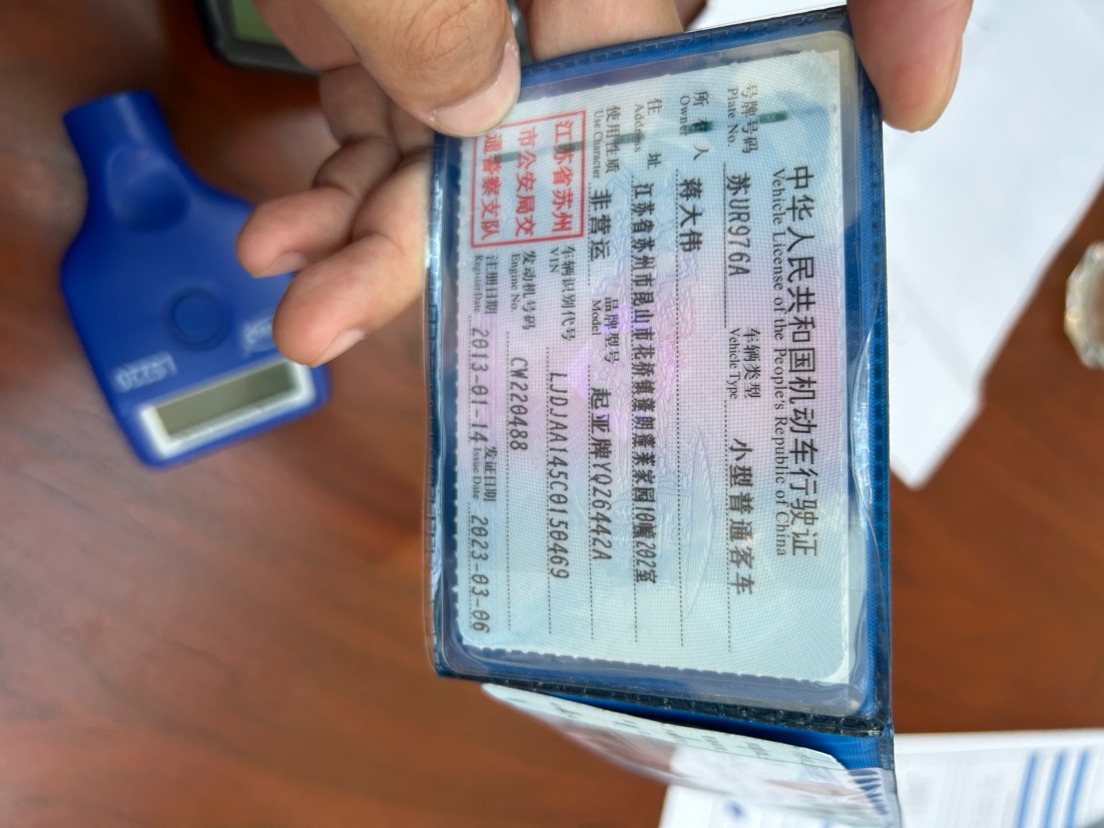 中华人民共和国机动车行驶证
Vehicle License of the People's Republic of China
号牌号码 苏UR976A 车辆类型 小型普通客车
Plate No. Vehicle Type
所有人 蒋大伟
Owner
住址 江苏省苏州市昆山市花桥镇蓬朗蓬莱家园10幢202室
Address
使用性质 非营运 品牌型号 起亚牌YQZ6442A
Use Character Model
江苏省苏州
市公安局交
通警察支队
车辆识别代号 LJDJAA145C0150469
VIN
发动机号码 CW220488
Engine No.
注册日期 2013-01-14 发证日期 2023-03-06
Register Date Issue Date
LS220